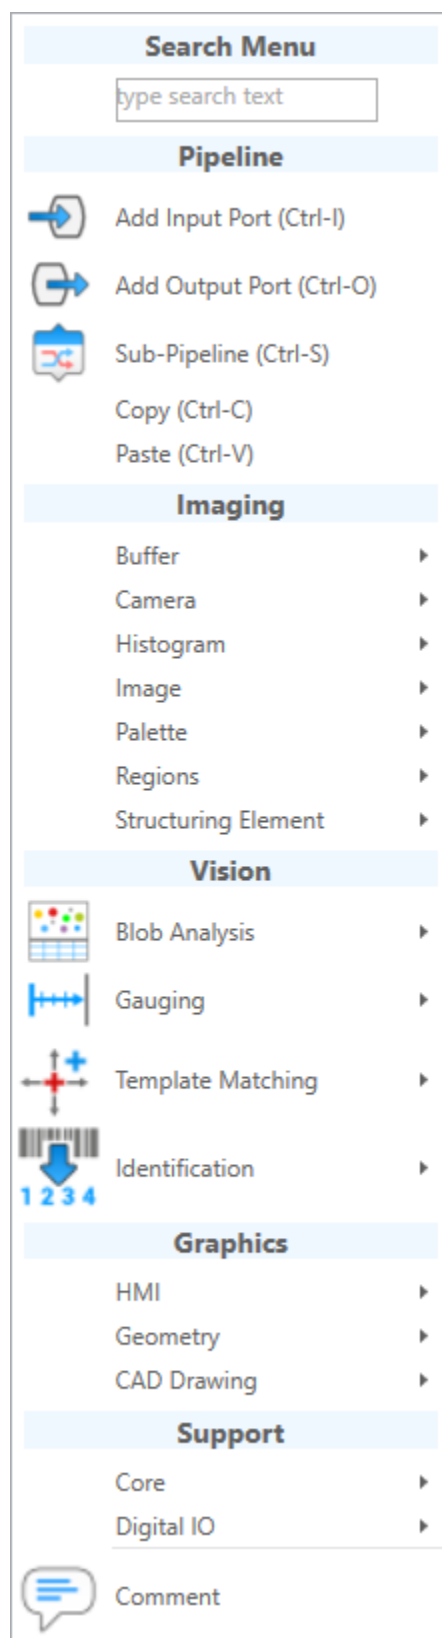 Search Menu
type search text
Pipeline
Add Input Port (Ctrl-I)
Add Output Port (Ctrl-O)
Sub-Pipeline (Ctrl-S)
Copy (Ctrl-C)
Paste (Ctrl-V)
Imaging
Buffer
Camera
Histogram
Image
Palette
Regions
Structuring Element
Vision
Blob Analysis
Gauging
Template Matching
Identification
1 2 3 4
Graphics
HMI
Geometry
CAD Drawing
Support
Core
Digital IO
Comment